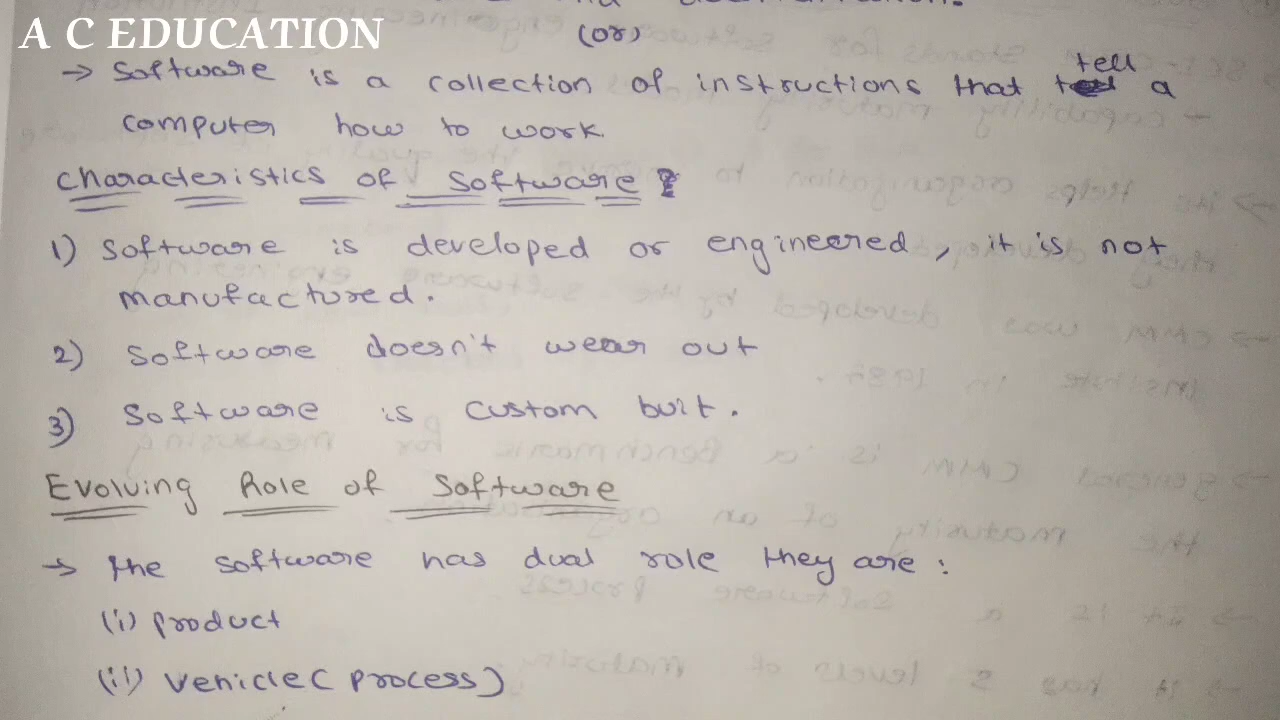 A C EDUCATION
(or)
→ Software is a collection of instructions that tell a
computer how to work.
Characteristics of Software :
1) Software is developed or engineered, it is not
manufactured.
2) Software doesn't wear out
3) Software is custom buit.
Evolving Role of Software
→ The software has dual role they are :
(i) product
(ii) vehicle ( process)